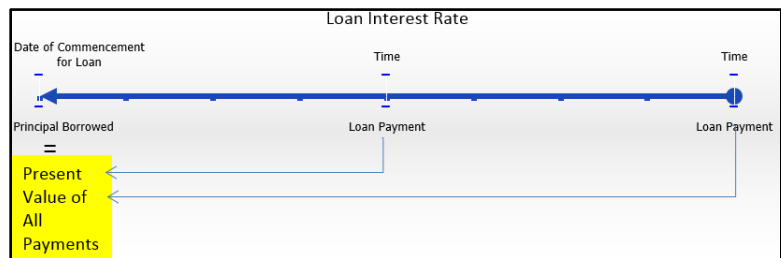 Loan Interest Rate
Date of Commencement
for Loan
Time
Time
Principal Borrowed
Loan Payment
Loan Payment
=
Present
Value of
All
Payments